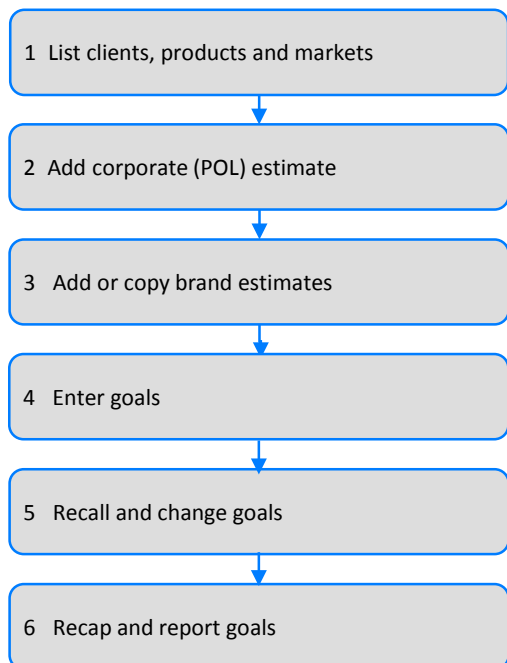 1 List clients, products and markets
2 Add corporate (POL) estimate
3 Add or copy brand estimates
4 Enter goals
5 Recall and change goals
6 Recap and report goals